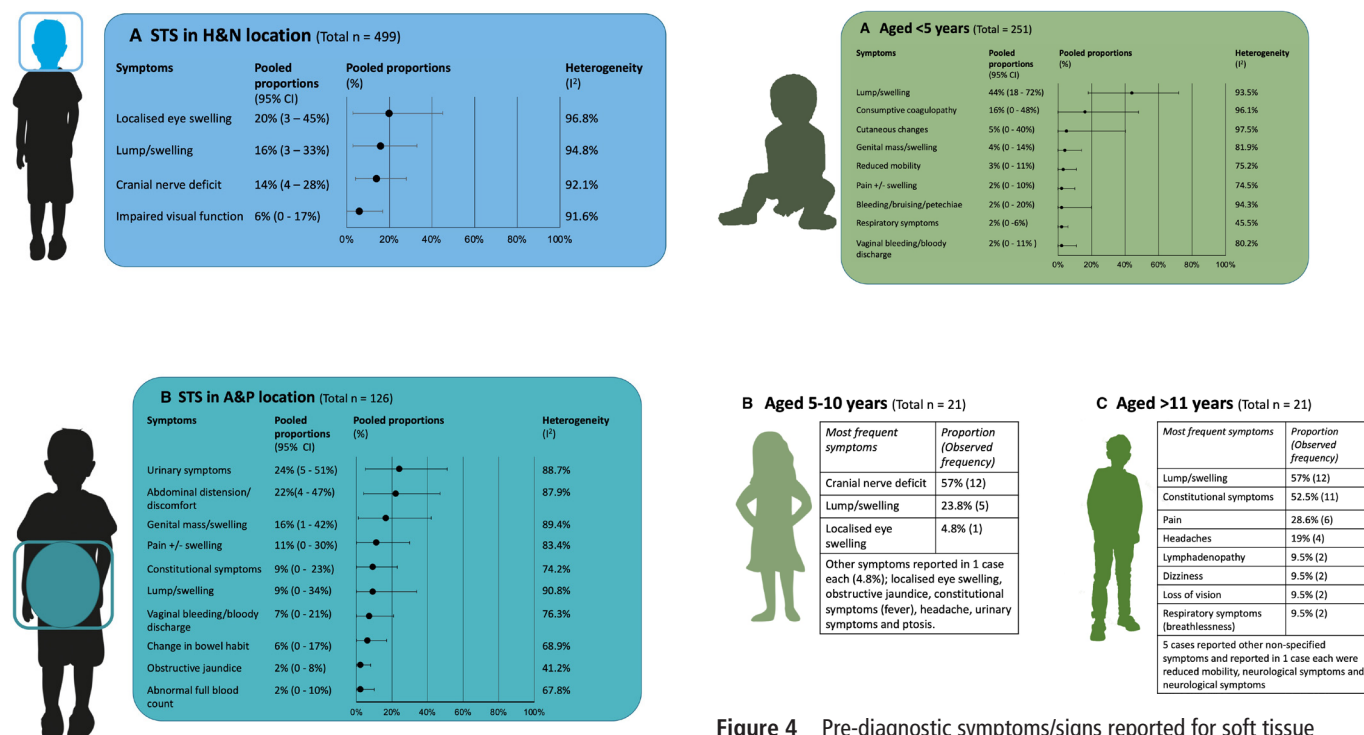 A STS in H&N location (Total n = 499)
Symptoms Pooled proportions (95% CI) Pooled proportions (%) Heterogeneity (I²)
Localised eye swelling 20% (3 – 45%) 96.8%
Lump/swelling 16% (3 – 33%) 94.8%
Cranial nerve deficit 14% (4 – 28%) 92.1%
Impaired visual function 6% (0 - 17%) 91.6%
0% 20% 40% 60% 80% 100%
B STS in A&P location (Total n = 126)
Symptoms Pooled proportions (95% CI) Pooled proportions (%) Heterogeneity (I²)
Urinary symptoms 24% (5 - 51%) 88.7%
Abdominal distension/
discomfort 22%(4 - 47%) 87.9%
Genital mass/swelling 16% (1 - 42%) 89.4%
Pain +/- swelling 11% (0 - 30%) 83.4%
Constitutional symptoms 9% (0 - 23%) 74.2%
Lump/swelling 9% (0 - 34%) 90.8%
Vaginal bleeding/bloody
discharge 7% (0 - 21%) 76.3%
Change in bowel habit 6% (0 - 17%) 68.9%
Obstructive jaundice 2% (0 - 8%) 41.2%
Abnormal full blood
count 2% (0 - 10%) 67.8%
0% 20% 40% 60% 80% 100%
A Aged <5 years (Total = 251)
Symptoms Pooled proportions (95% CI) Pooled proportions (%) Heterogeneity (I²)
Lump/swelling 44% (18 - 72%) 93.5%
Consumptive coagulopathy 16% (0 - 48%) 96.1%
Cutaneous changes 5% (0 - 40%) 97.5%
Genital mass/swelling 4% (0 - 14%) 81.9%
Reduced mobility 3% (0 - 11%) 75.2%
Pain +/- swelling 2% (0 - 10%) 74.5%
Bleeding/bruising/petechiae 2% (0 - 20%) 94.3%
Respiratory symptoms 2% (0 -6%) 45.5%
Vaginal bleeding/bloody
discharge 2% (0 - 11% ) 80.2%
0% 20% 40% 60% 80% 100%
B Aged 5-10 years (Total n = 21)
Most frequent symptoms Proportion (Observed frequency)
Cranial nerve deficit 57% (12)
Lump/swelling 23.8% (5)
Localised eye
swelling 4.8% (1)
Other symptoms reported in 1 case
each (4.8%); localised eye swelling,
obstructive jaundice, constitutional
symptoms (fever), headache, urinary
symptoms and ptosis.
C Aged >11 years (Total n = 21)
Most frequent symptoms Proportion (Observed frequency)
Lump/swelling 57% (12)
Constitutional symptoms 52.5% (11)
Pain 28.6% (6)
Headaches 19% (4)
Lymphadenopathy 9.5% (2)
Dizziness 9.5% (2)
Loss of vision 9.5% (2)
Respiratory symptoms
(breathlessness) 9.5% (2)
5 cases reported other non-specified
symptoms and reported in 1 case each were
reduced mobility, neurological symptoms and
neurological symptoms
Figure 4 Pre-diagnostic symptoms/signs reported for soft tissue